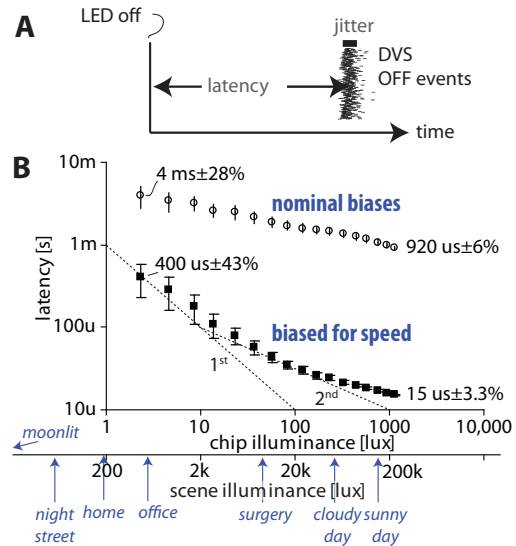 A
LED off
jitter
DVS
OFF events
latency
time
B
10m
4 ms±28%
nominal biases
1m
920 us±6%
400 us±43%
latency [s]
100u
biased for speed
1st
2nd
15 us±3.3%
10u
1 10 100 1000 10,000
chip illuminance [lux]
moonlit
200 2k 20k 200k
scene illuminance [lux]
night street
home
office
surgery
cloudy day
sunny day